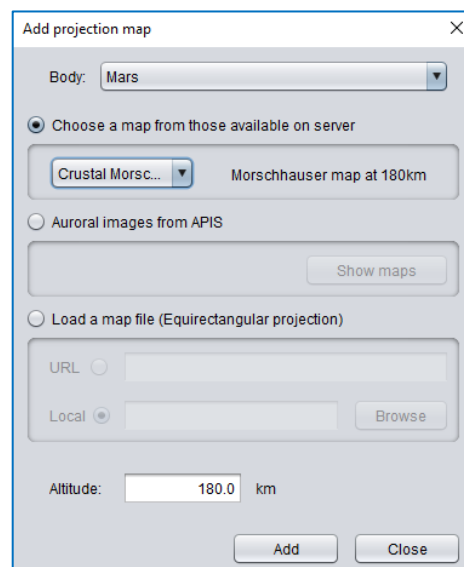 Add projection map
Body: Mars
Choose a map from those available on server
Crustal Morsc... Morschhauser map at 180km
Auroral images from APIS
Show maps
Load a map file (Equirectangular projection)
URL
Local Browse
Altitude: 180.0 km
Add Close